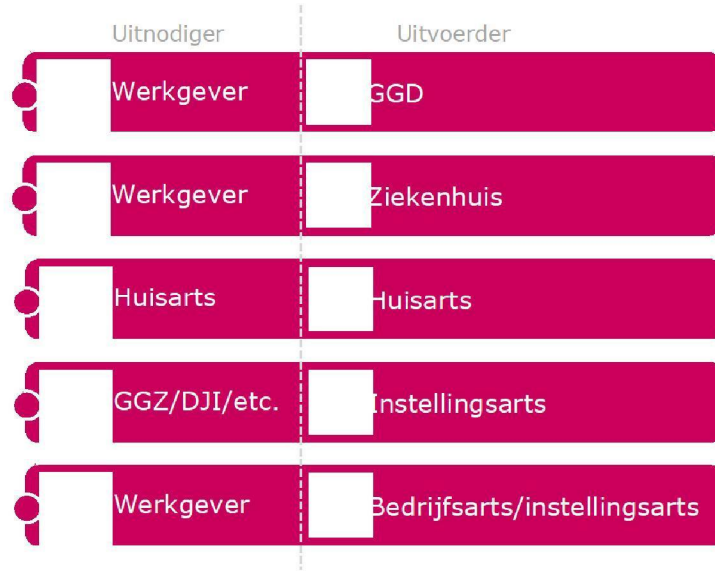 Uitnodiger Uitvoerder
Werkgever GGD
Werkgever Ziekenhuis
Huisarts Huisarts
GGZ/DJI/etc. Instellingsarts
Werkgever Bedrijfsarts/instellingsarts